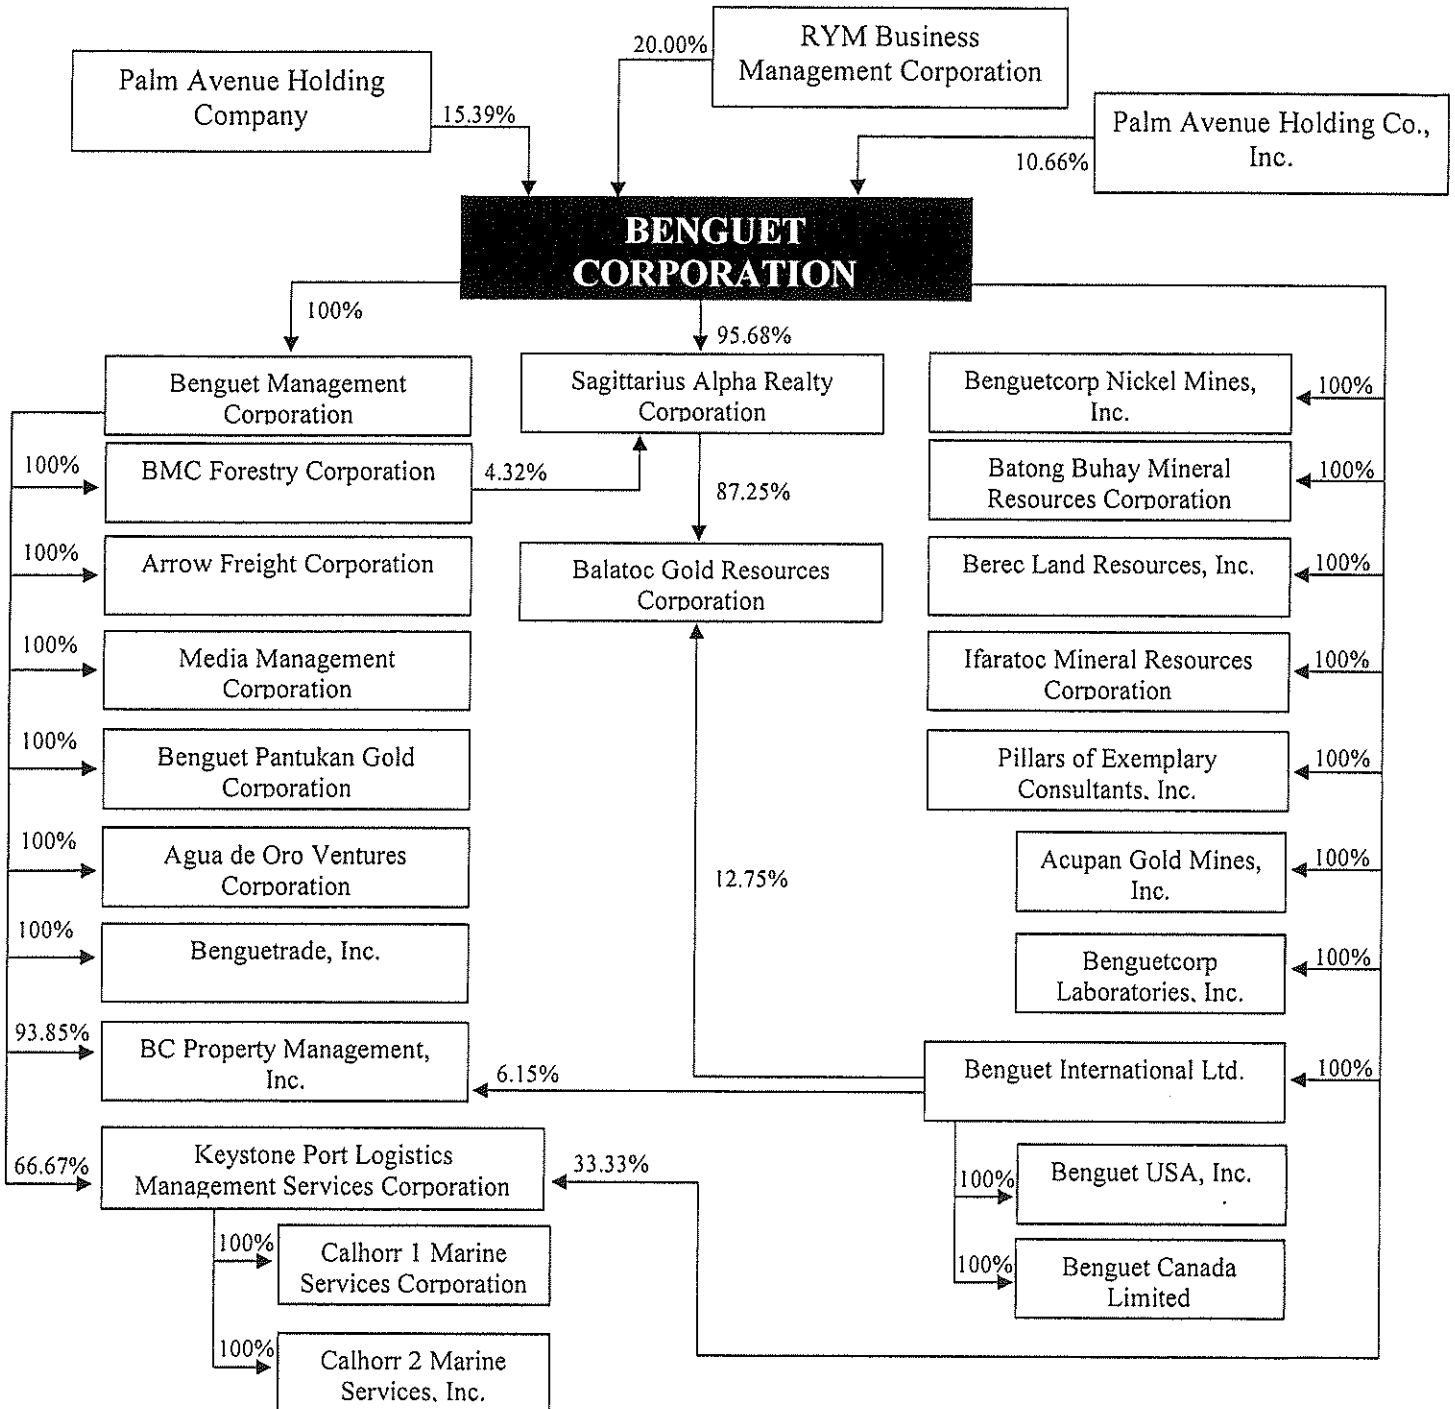 RYM Business
Management Corporation
20.00%
Palm Avenue Holding
Company
15.39%
Palm Avenue Holding Co.,
Inc.
10.66%
BENGUET
CORPORATION
100%
95.68%
Benguet Management
Corporation
Sagittarius Alpha Realty
Corporation
Benguetcorp Nickel Mines,
Inc.
100%
100%
BMC Forestry Corporation
4.32%
87.25%
Batong Buhay Mineral
Resources Corporation
100%
100%
Arrow Freight Corporation
Balatoc Gold Resources
Corporation
Berec Land Resources, Inc.
100%
100%
Media Management
Corporation
Ifaratoc Mineral Resources
Corporation
100%
100%
Benguet Pantukan Gold
Corporation
Pillars of Exemplary
Consultants, Inc.
100%
100%
Agua de Oro Ventures
Corporation
12.75%
Acupan Gold Mines,
Inc.
100%
100%
Benguetrade, Inc.
Benguetcorp
Laboratories, Inc.
100%
93.85%
BC Property Management,
Inc.
6.15%
Benguet International Ltd.
100%
66.67%
Keystone Port Logistics
Management Services Corporation
33.33%
100%
Benguet USA, Inc.
100%
Calhorr 1 Marine
Services Corporation
100%
Benguet Canada
Limited
100%
Calhorr 2 Marine
Services, Inc.